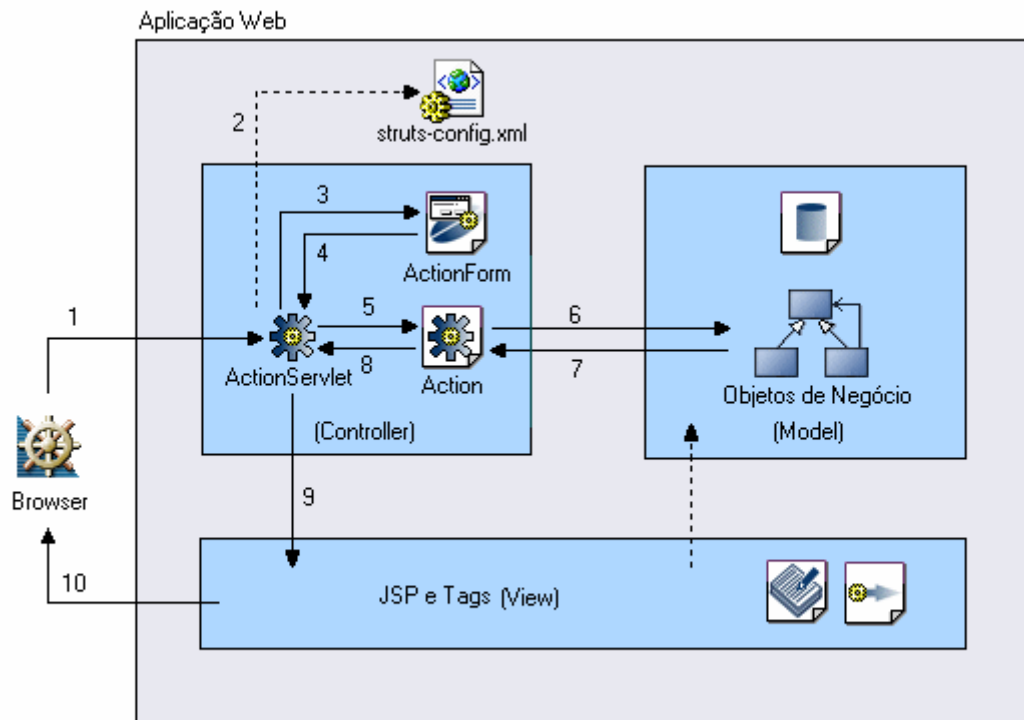 Aplicação Web
2
struts-config.xml
3
4
ActionForm
1
5
6
8
7
ActionServlet
Action
Objetos de Negócio
(Controller)
(Model)
Browser
9
10
JSP e Tags (View)